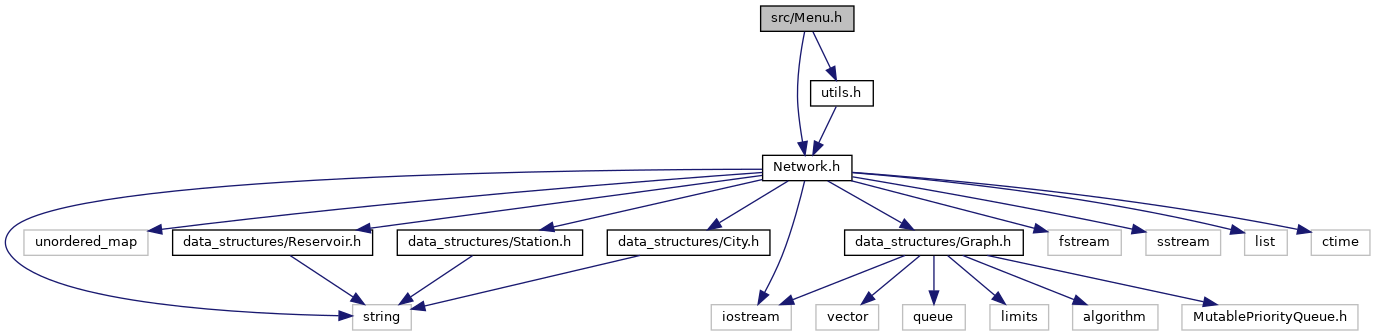 src/Menu.h
utils.h
Network.h
unordered_map
data_structures/Reservoir.h
data_structures/Station.h
data_structures/City.h
data_structures/Graph.h
fstream
sstream
list
ctime
string
iostream
vector
queue
limits
algorithm
MutablePriorityQueue.h